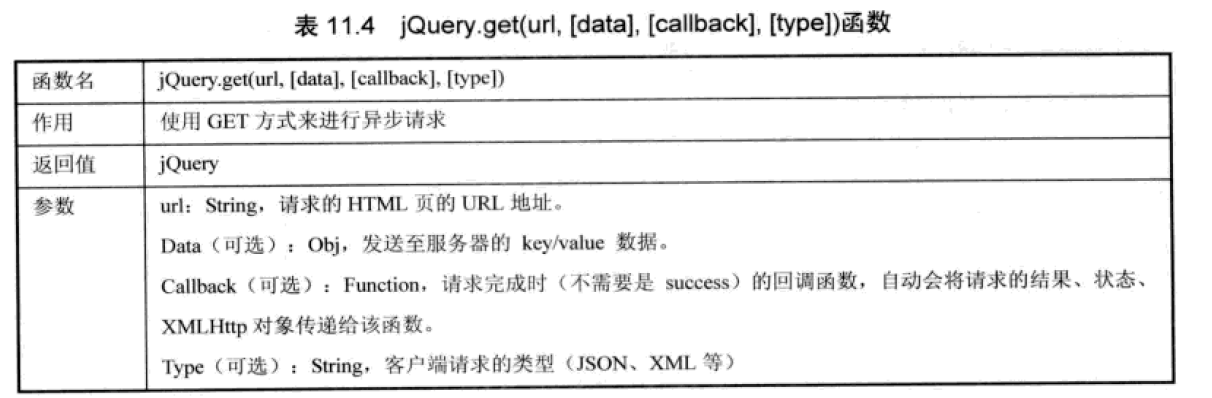 表 11.4 jQuery.get(url, [data], [callback], [type])函数
函数名 jQuery.get(url, [data], [callback], [type])
作用 使用 GET 方式来进行异步请求
返回值 jQuery
参数 url：String，请求的 HTML 页的 URL 地址。
Data（可选）：Obj，发送至服务器的 key/value 数据。
Callback（可选）：Function，请求完成时（不需要是 success）的回调函数，自动会将请求的结果、状态、
XMLHttp 对象传递给该函数。
Type（可选）：String，客户端请求的类型（JSON、XML 等）